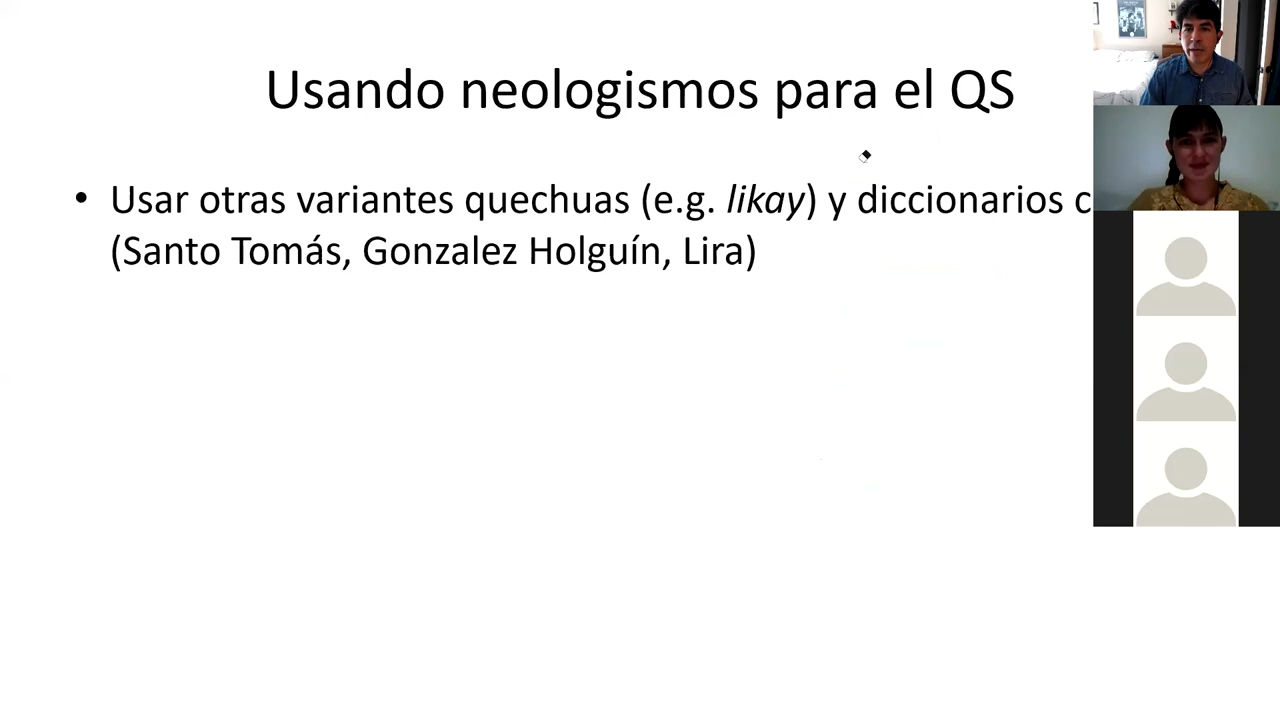 Usando neologismos para el QS
• Usar otras variantes quechuas (e.g. likay) y diccionarios
(Santo Tomás, Gonzalez Holguín, Lira)